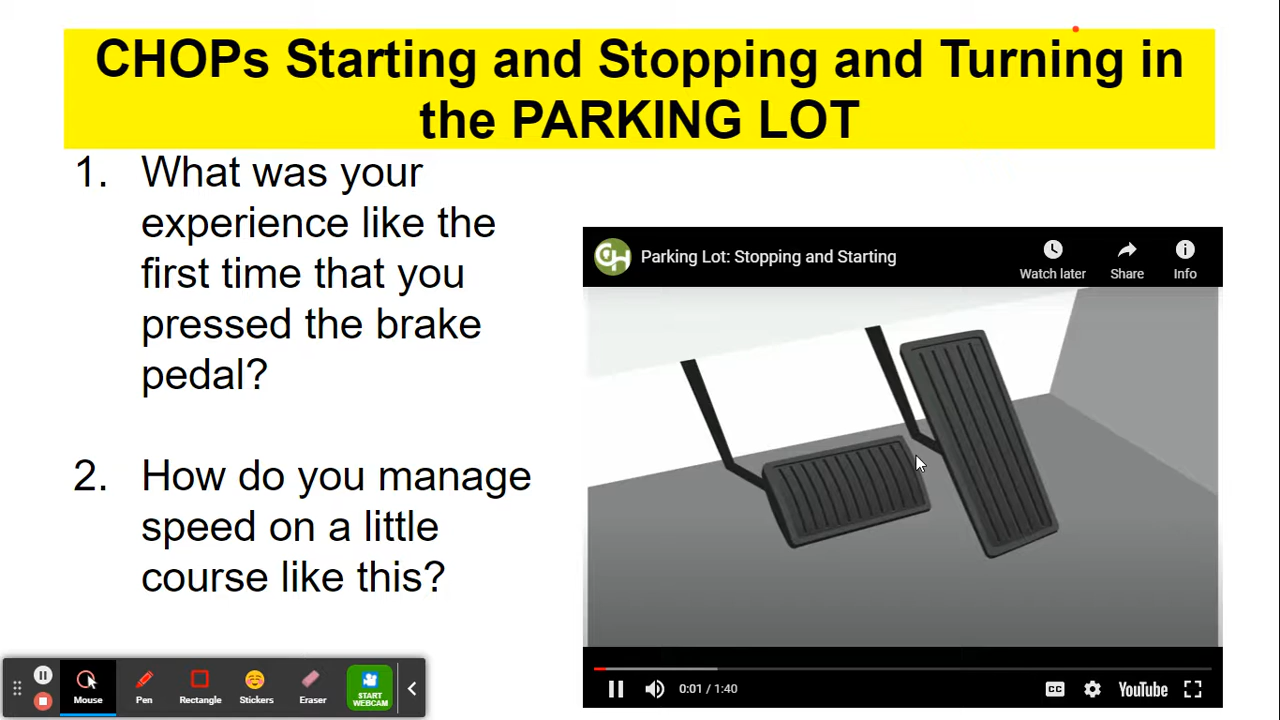 CHOPs Starting and Stopping and Turning in
the PARKING LOT
1. What was your
experience like the
first time that you
pressed the brake
pedal?
2. How do you manage
speed on a little
course like this?
CH
Parking Lot: Stopping and Starting
Watch later
Share
Info
0:01 / 1:40
CC
YouTube
Mouse
Pen
Rectangle
Stickers
Eraser
START
WEBCAM